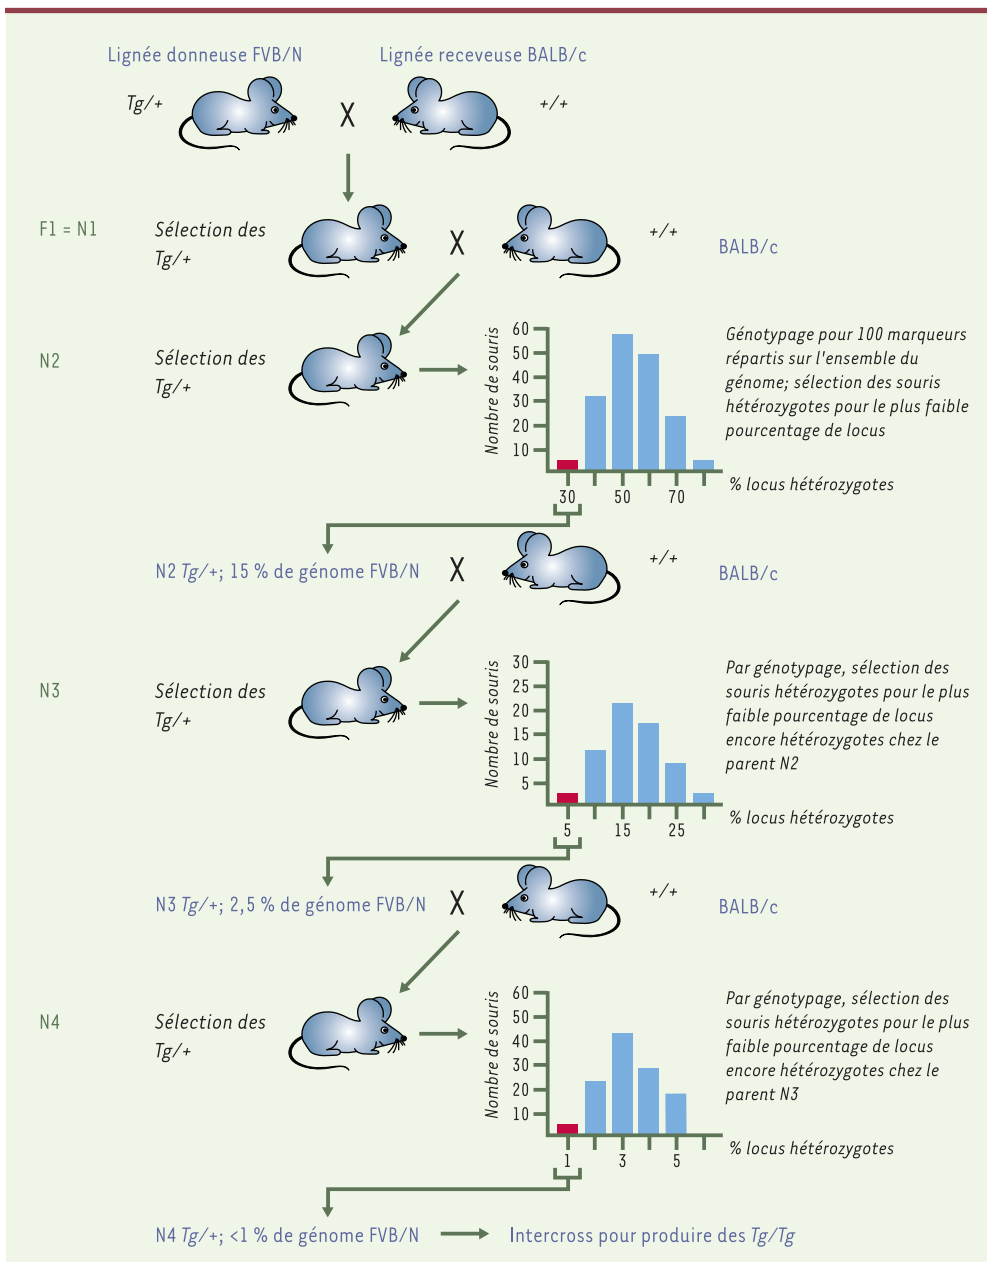 Lignée donneuse FVB/N
Lignée receveuse BALB/c
Tg/+
X
+/+
F1 = N1
Sélection des
Tg/+
X
+/+
BALB/c
N2
Sélection des
Tg/+
Nombre de souris
60
50
40
30
20
10
30
50
70
% locus hétérozygotes
Génotypage pour 100 marqueurs
répartis sur l'ensemble du
génome; sélection des souris
hétérozygotes pour le plus faible
pourcentage de locus
N2 Tg/+; 15 % de génome FVB/N
X
+/+
BALB/c
N3
Sélection des
Tg/+
Nombre de souris
30
25
20
15
10
5
5
15
25
% locus hétérozygotes
Par génotypage, sélection des
souris hétérozygotes pour le plus
faible pourcentage de locus
encore hétérozygotes chez le
parent N2
N3 Tg/+; 2,5 % de génome FVB/N
X
+/+
BALB/c
N4
Sélection des
Tg/+
Nombre de souris
60
50
40
30
20
10
1
3
5
% locus hétérozygotes
Par génotypage, sélection des
souris hétérozygotes pour le plus
faible pourcentage de locus
encore hétérozygotes chez le
parent N3
N4 Tg/+; <1 % de génome FVB/N
Intercross pour produire des Tg/Tg